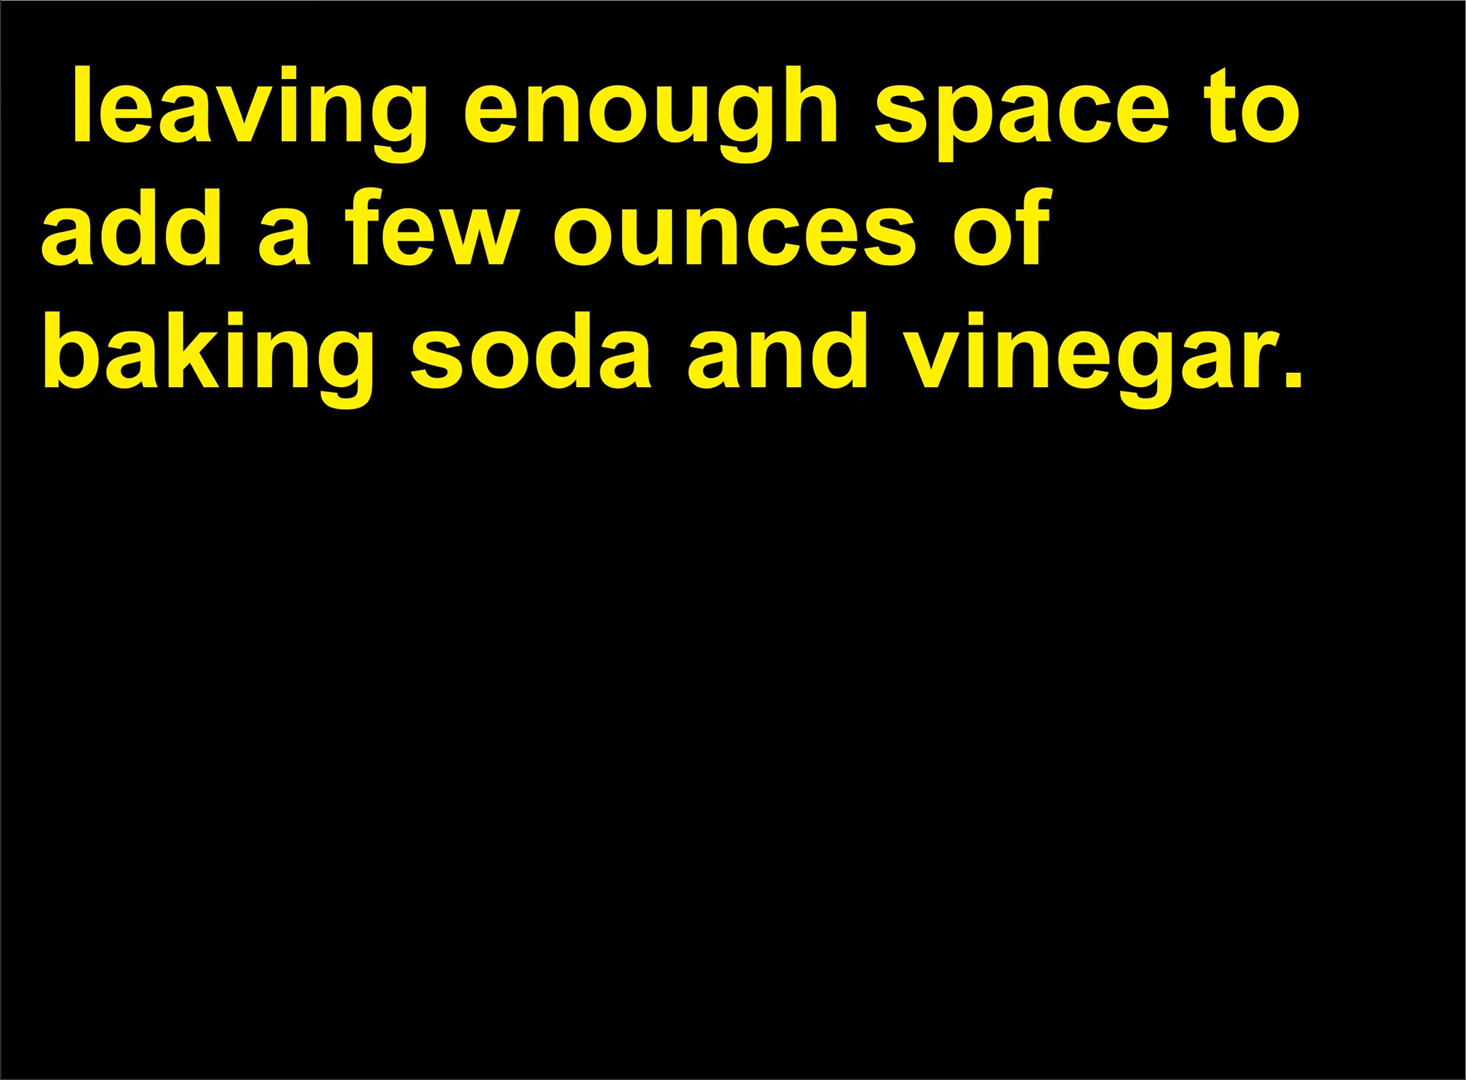 leaving enough space to
add a few ounces of
baking soda and vinegar.